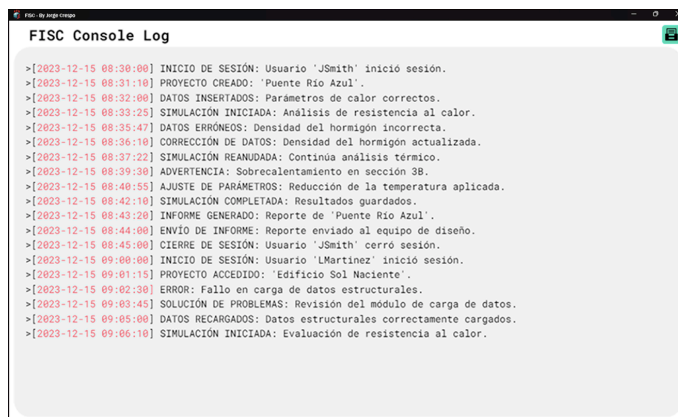 FISC - By Jorge Crespo
FISC Console Log
>[2023-12-15 08:30:00] INICIO DE SESIÓN: Usuario 'JSmith' inició sesión.
>[2023-12-15 08:31:10] PROYECTO CREADO: 'Puente Río Azul'.
>[2023-12-15 08:32:00] DATOS INSERTADOS: Parámetros de calor correctos.
>[2023-12-15 08:33:25] SIMULACIÓN INICIADA: Análisis de resistencia al calor.
>[2023-12-15 08:35:47] DATOS ERRÓNEOS: Densidad del hormigón incorrecta.
>[2023-12-15 08:36:10] CORRECCIÓN DE DATOS: Densidad del hormigón actualizada.
>[2023-12-15 08:37:22] SIMULACIÓN REANUDADA: Continúa análisis térmico.
>[2023-12-15 08:39:30] ADVERTENCIA: Sobrecalentamiento en sección 3B.
>[2023-12-15 08:40:55] AJUSTE DE PARÁMETROS: Reducción de la temperatura aplicada.
>[2023-12-15 08:42:10] SIMULACIÓN COMPLETADA: Resultados guardados.
>[2023-12-15 08:43:20] INFORME GENERADO: Reporte de 'Puente Río Azul'.
>[2023-12-15 08:44:00] ENVÍO DE INFORME: Reporte enviado al equipo de diseño.
>[2023-12-15 08:45:00] CIERRE DE SESIÓN: Usuario 'JSmith' cerró sesión.
>[2023-12-15 09:00:00] INICIO DE SESIÓN: Usuario 'LMartinez' inició sesión.
>[2023-12-15 09:01:15] PROYECTO ACCEDIDO: 'Edificio Sol Naciente'.
>[2023-12-15 09:02:30] ERROR: Fallo en carga de datos estructurales.
>[2023-12-15 09:03:45] SOLUCIÓN DE PROBLEMAS: Revisión del módulo de carga de datos.
>[2023-12-15 09:05:00] DATOS RECARGADOS: Datos estructurales correctamente cargados.
>[2023-12-15 09:06:10] SIMULACIÓN INICIADA: Evaluación de resistencia al calor.